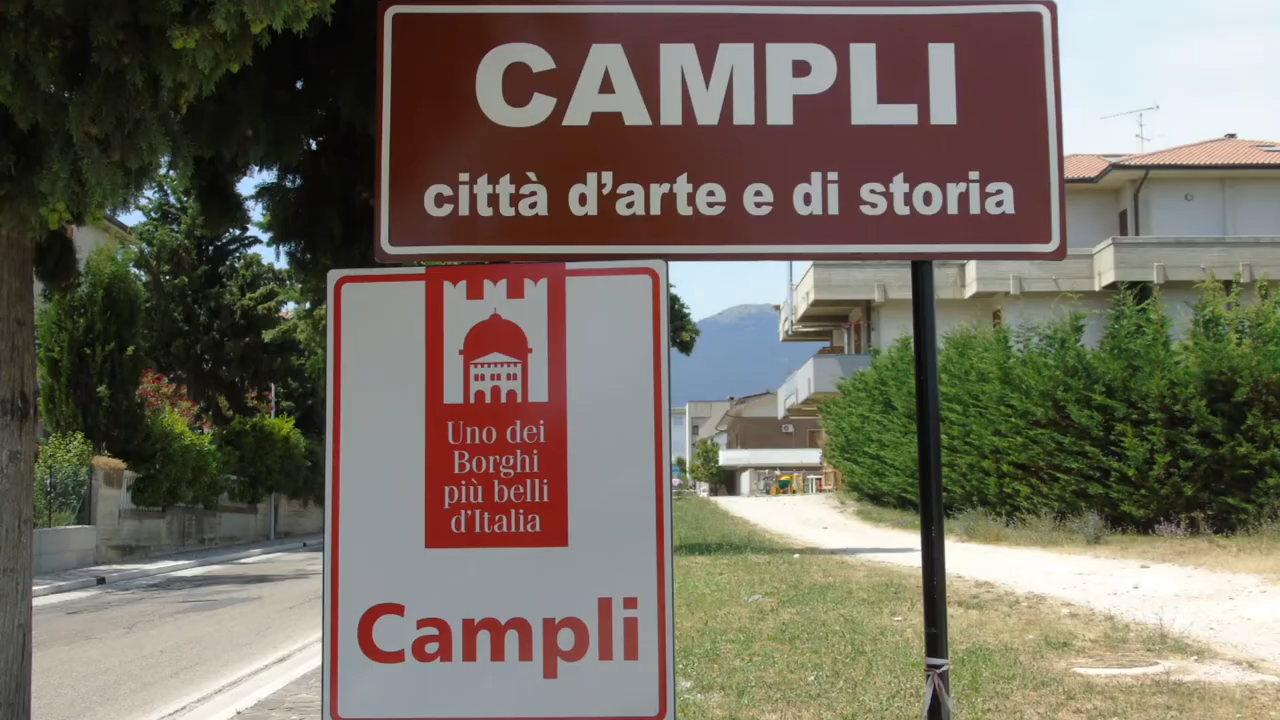 CAMPLI
città d'arte e di storia
Uno dei
Borghi
più belli
d'Italia
Campli